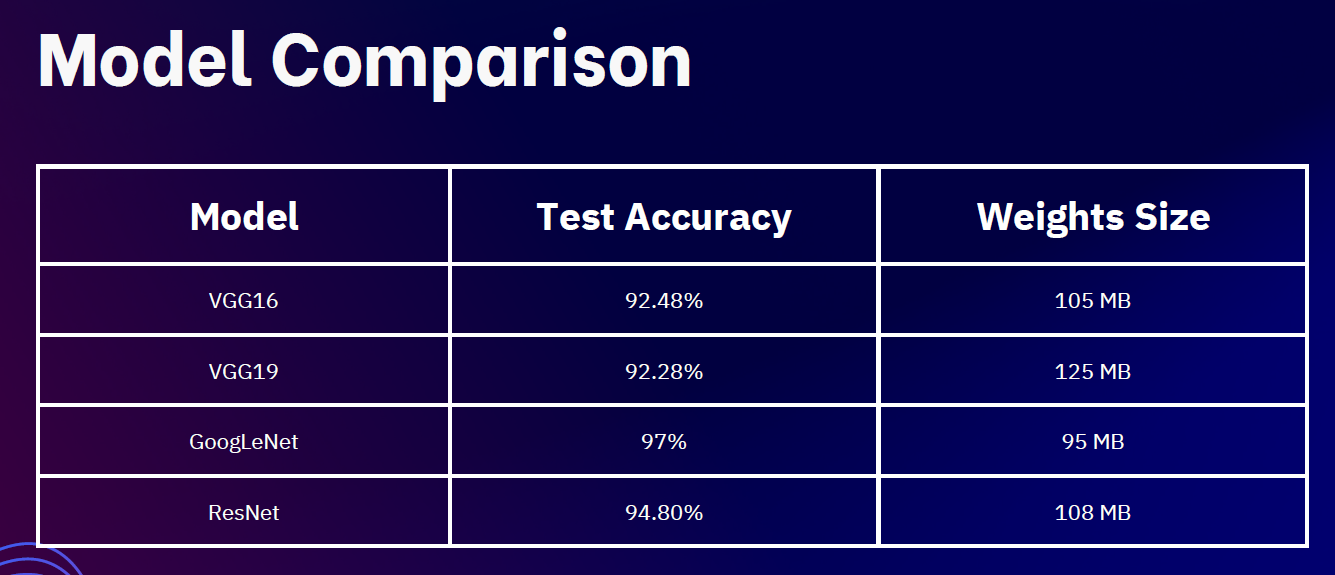 Model Comparison
Model Test Accuracy Weights Size
VGG16 92.48% 105 MB
VGG19 92.28% 125 MB
GoogLeNet 97% 95 MB
ResNet 94.80% 108 MB